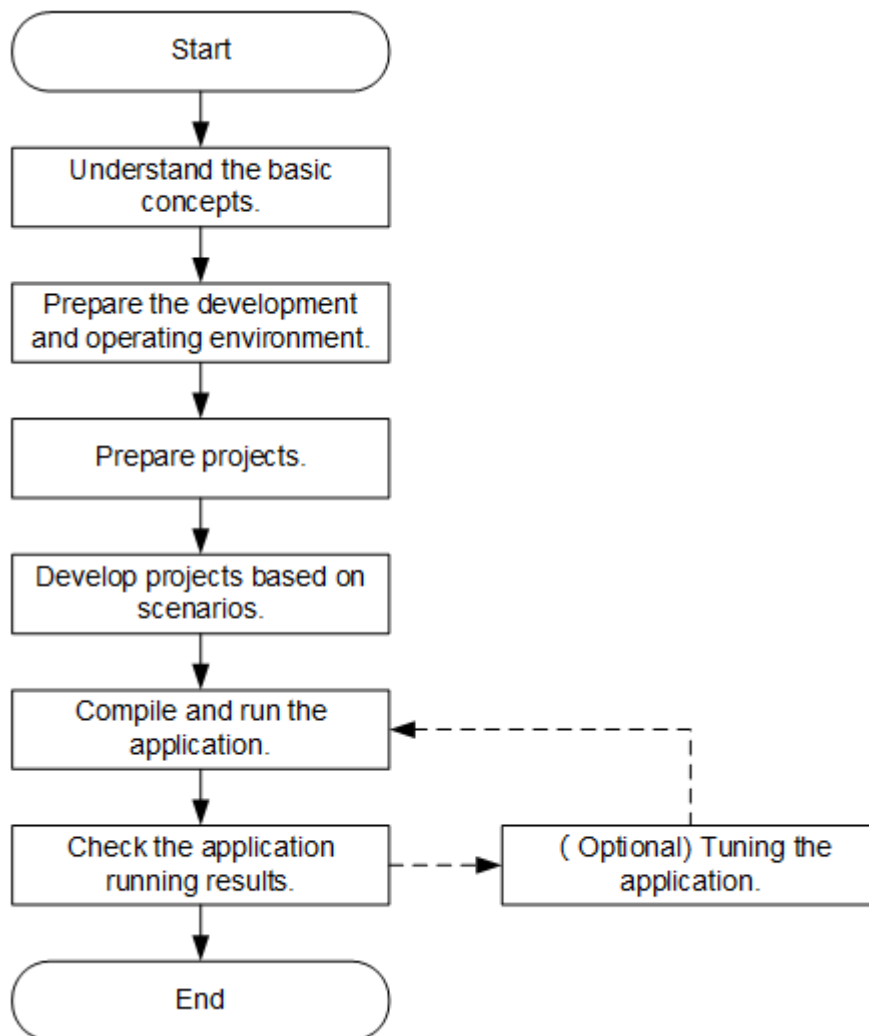 Start
Understand the basic
concepts.
Prepare the development
and operating environment.
Prepare projects.
Develop projects based on
scenarios.
Compile and run the
application.
Check the application
running results.
( Optional) Tuning the
application.
End